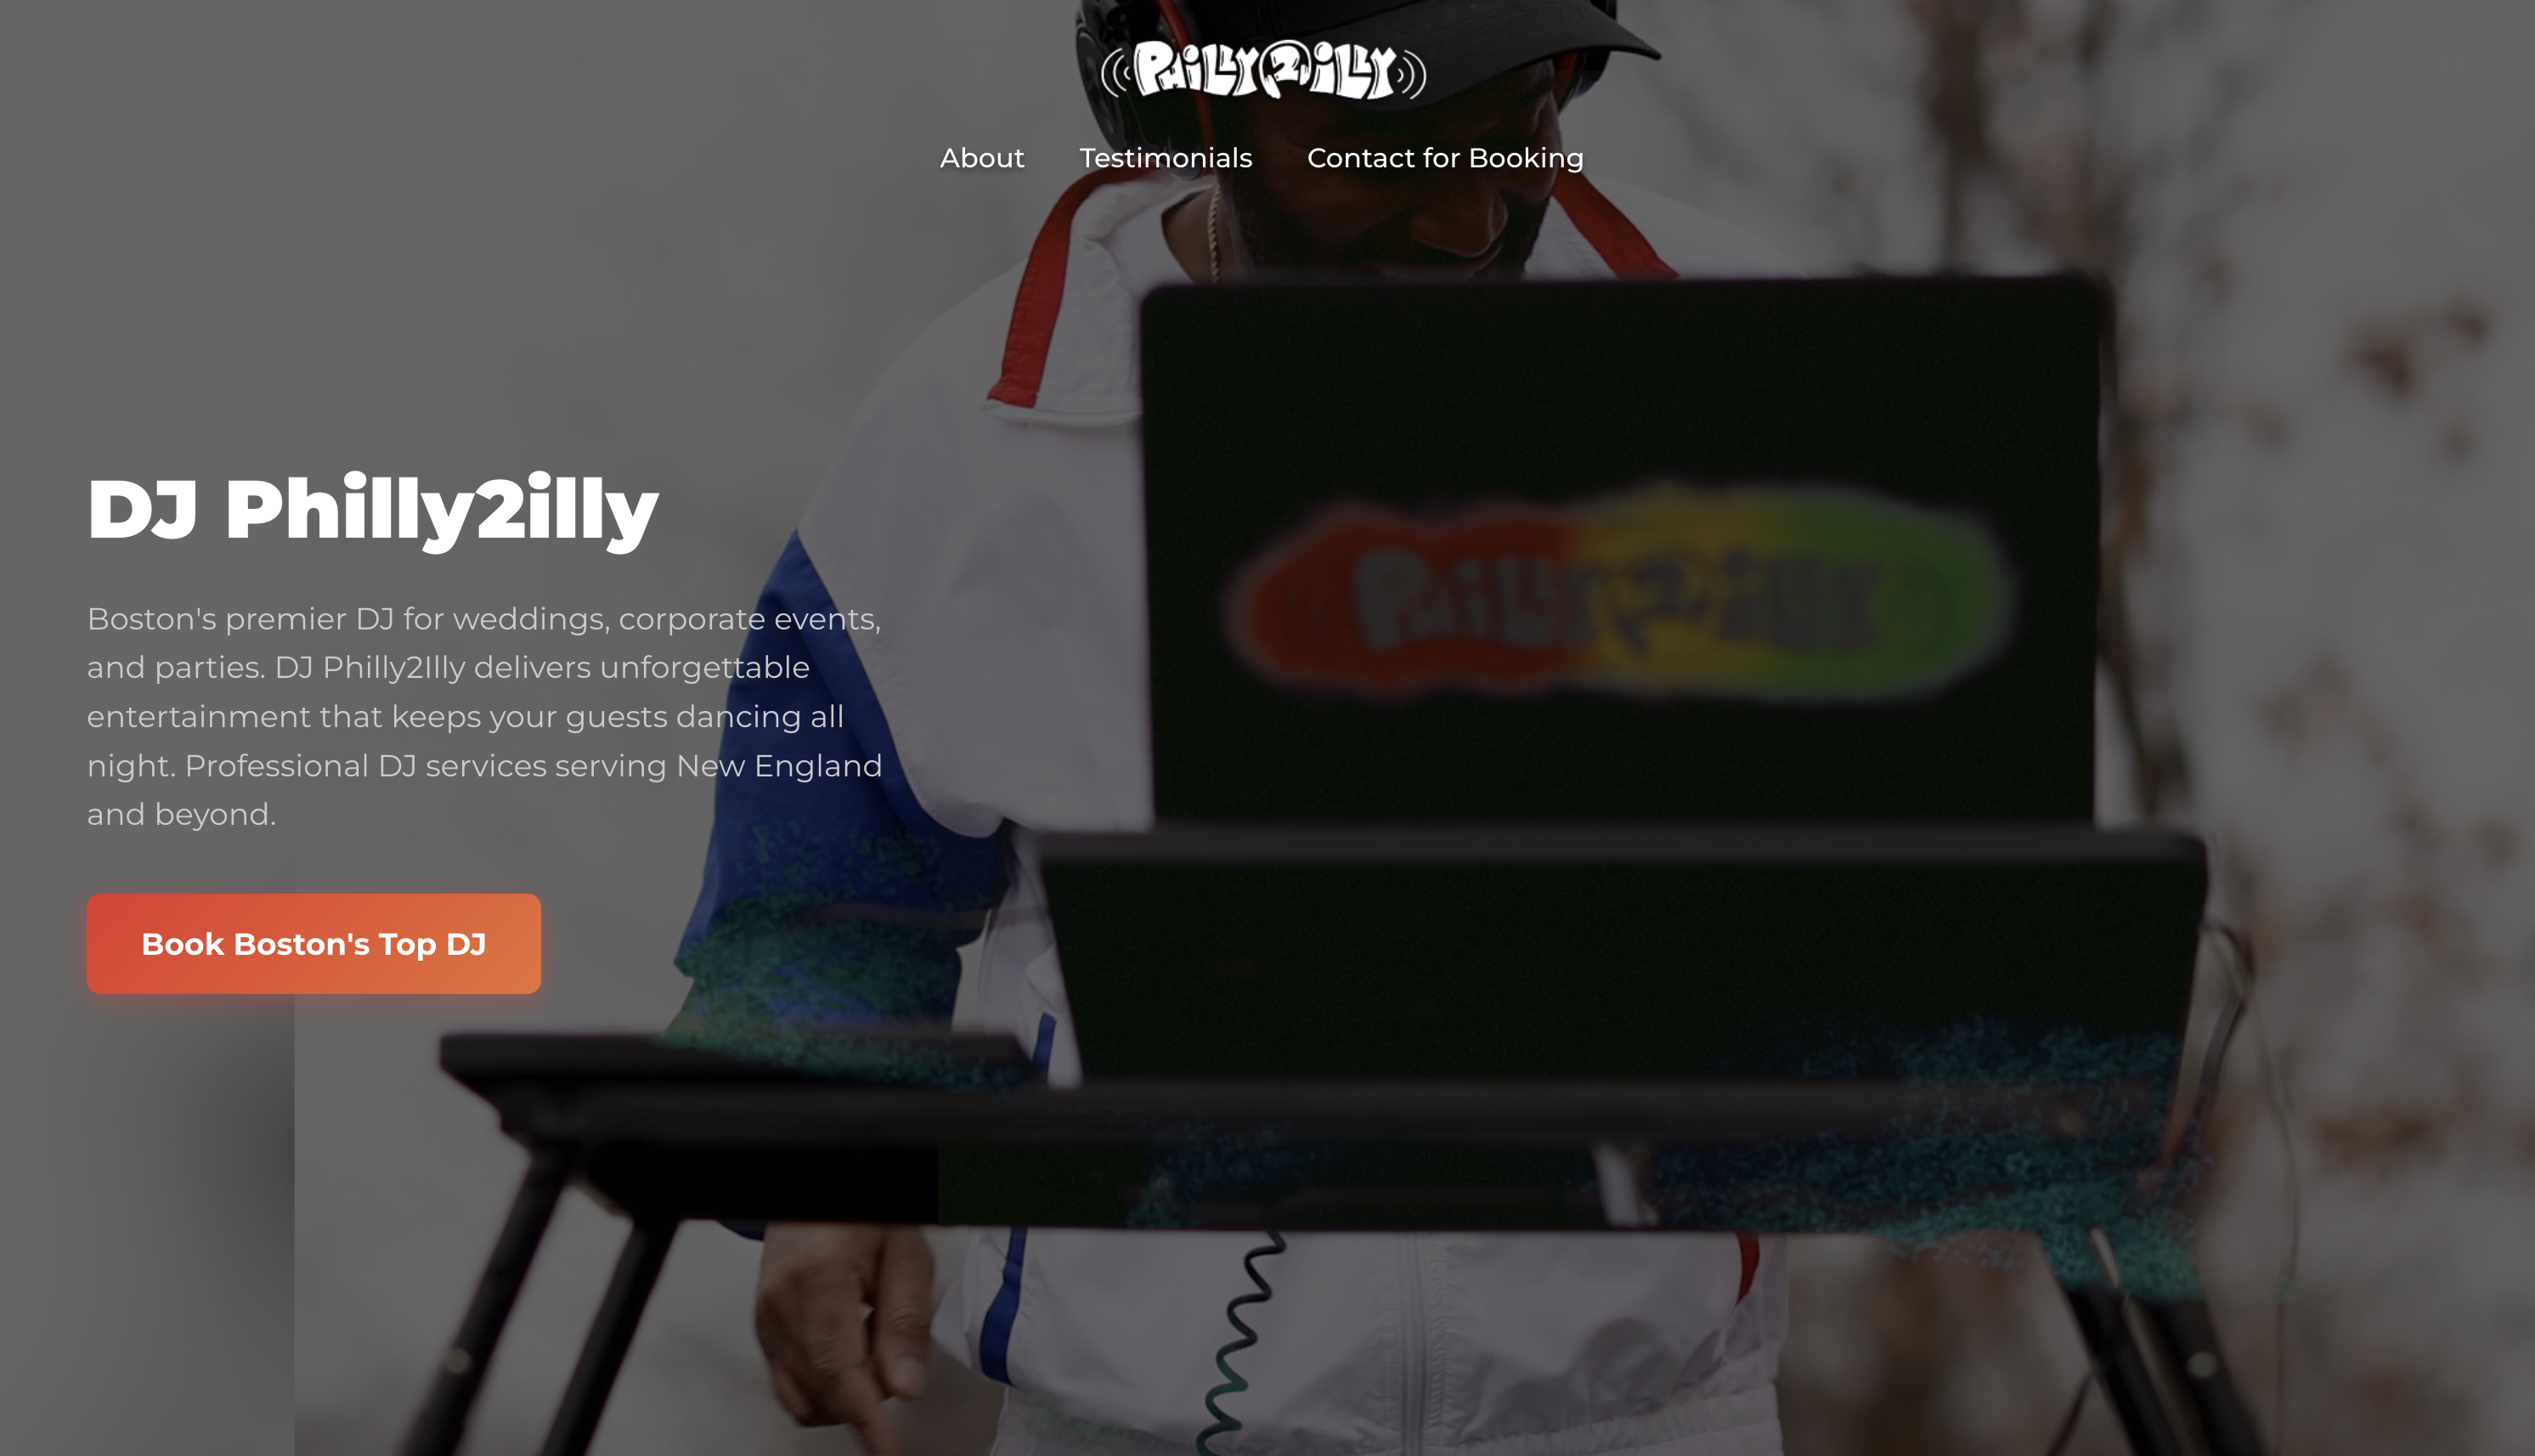 PHiLLY2iLLY
About Testimonials Contact for Booking
DJ Philly2illy
Boston's premier DJ for weddings, corporate events,
and parties. DJ Philly2Illy delivers unforgettable
entertainment that keeps your guests dancing all
night. Professional DJ services serving New England
and beyond.
Book Boston's Top DJ
PHiLLY2iLLY